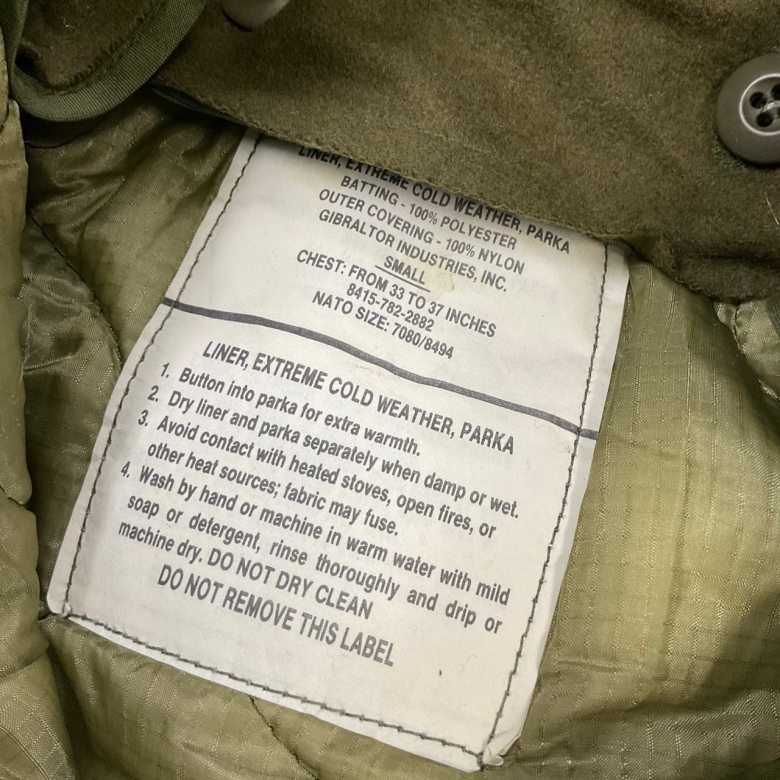 LINER, EXTREME COLD WEATHER, PARKA
BATTING - 100% POLYESTER
OUTER COVERING - 100% NYLON
GIBRALTOR INDUSTRIES, INC.
SMALL
CHEST: FROM 33 TO 37 INCHES
8415-782-2882
NATO SIZE: 7080/8494
LINER, EXTREME COLD WEATHER, PARKA
1. Button into parka for extra warmth.
2. Dry liner and parka separately when damp or wet.
3. Avoid contact with heated stoves, open fires, or
other heat sources; fabric may fuse.
4. Wash by hand or machine in warm water with mild
soap or detergent, rinse thoroughly and drip or
machine dry. DO NOT DRY CLEAN
DO NOT REMOVE THIS LABEL